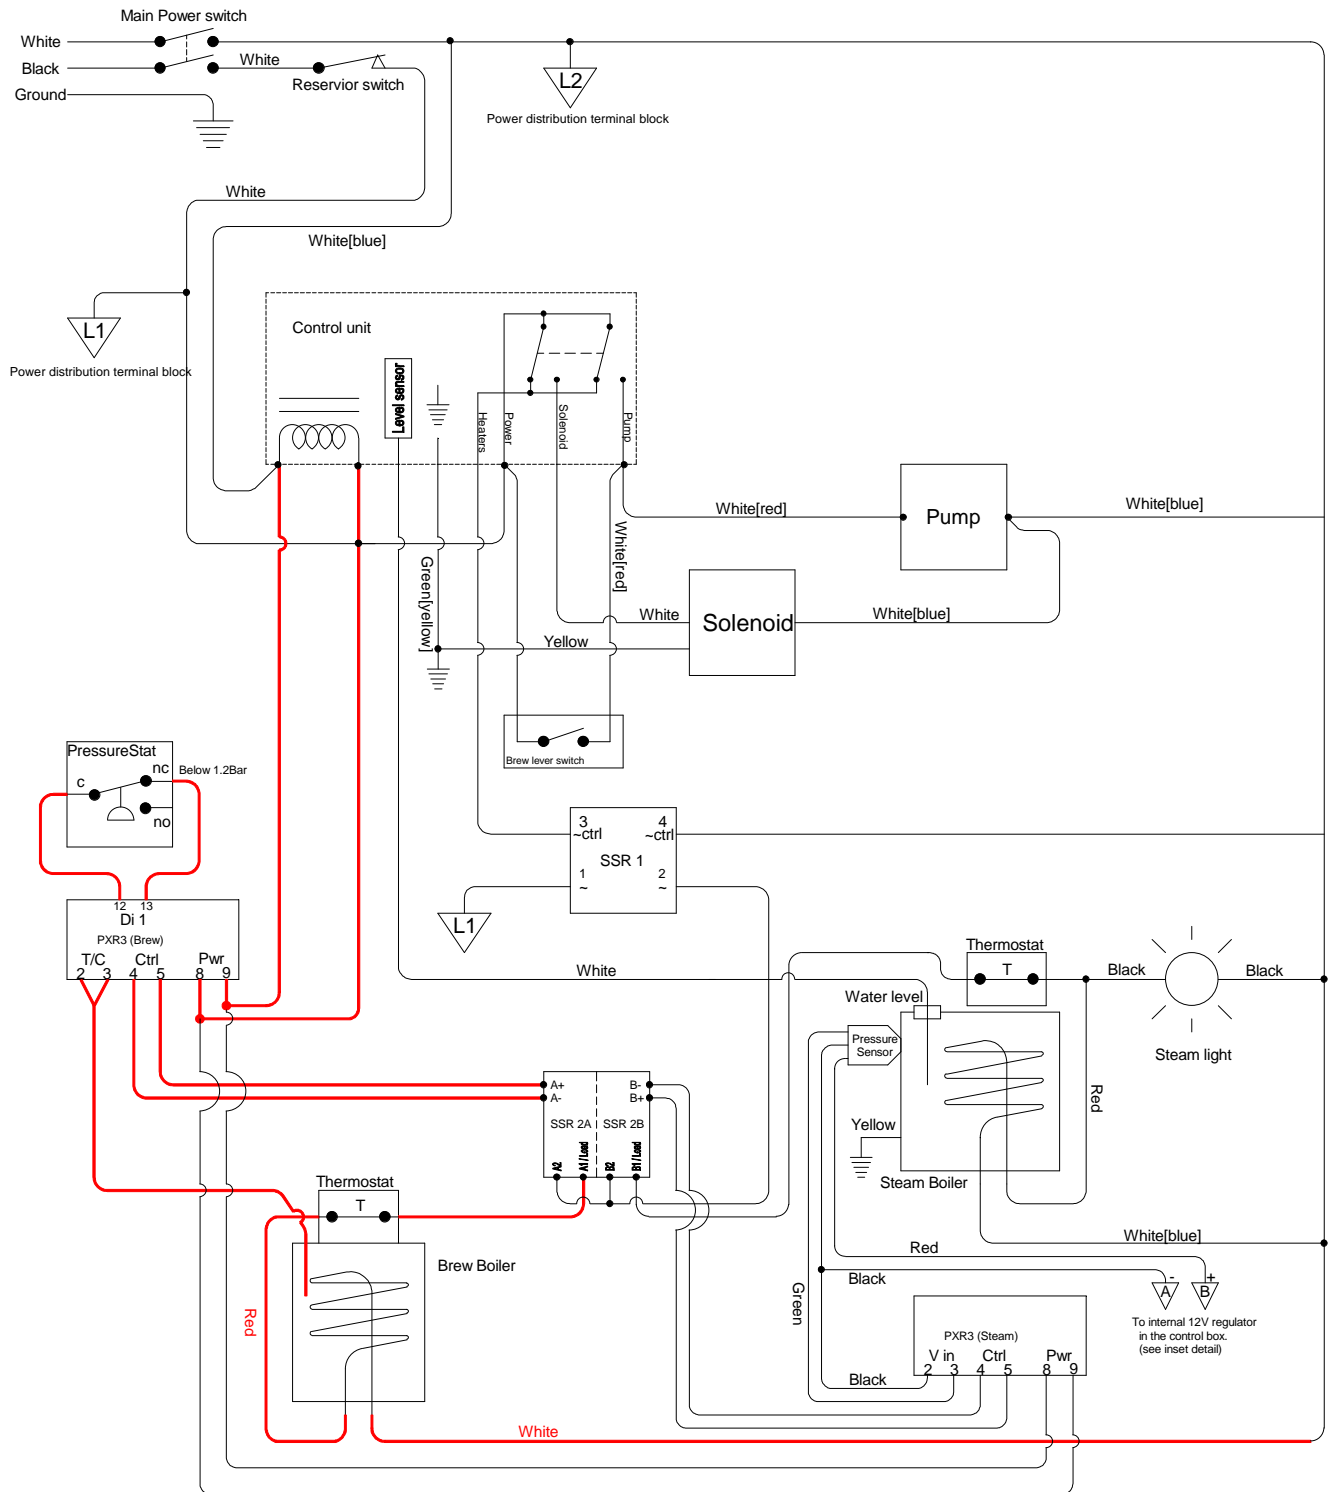 Main Power switch
White
Black
White
Ground
Reservior switch
L2
Power distribution terminal block
White
White[blue]
L1
Power distribution terminal block
Control unit
Level sensor
Heaters
Power
Solenoid
Pump
White[red]
Pump
White[blue]
Green[yellow]
White[red]
White
Solenoid
White[blue]
Yellow
Brew lever switch
PressureStat
nc
Below 1.2Bar
c
no
3
4
~ctrl
~ctrl
SSR 1
1
2
~
~
L1
12 13
Di 1
PXR3 (Brew)
T/C Ctrl Pwr
2 3 4 5 8 9
White
Thermostat
T
Black
Black
Steam light
Water level
Pressure
Sensor
Red
Yellow
Steam Boiler
A+
A-
B-
B+
SSR 2A
SSR 2B
A2
A1 / Load
B2
B1 / Load
Thermostat
T
Brew Boiler
Red
White[blue]
Red
Black
Green
-
+
A
B
To internal 12V regulator
in the control box.
(see inset detail)
PXR3 (Steam)
V in Ctrl Pwr
2 3 4 5 8 9
Black
White